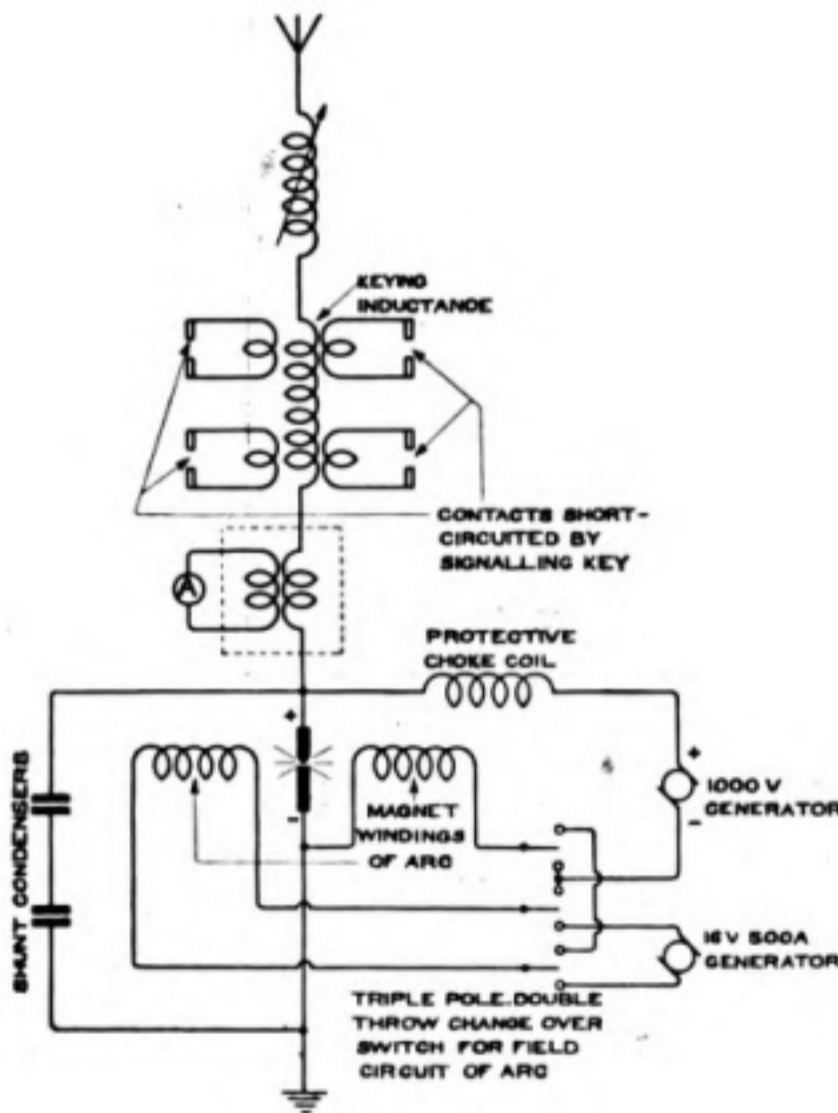 KEYING
INDUCTANCE
CONTACTS SHORT-
CIRCUITED BY
SIGNALLING KEY
A
PROTECTIVE
CHOKE COIL
+
+
1000 V
GENERATOR
-
-
MAGNET
WINDINGS
OF ARC
SHUNT CONDENSERS
16V 500A
GENERATOR
TRIPLE POLE.DOUBLE
THROW CHANGE OVER
SWITCH FOR FIELD
CIRCUIT OF ARC